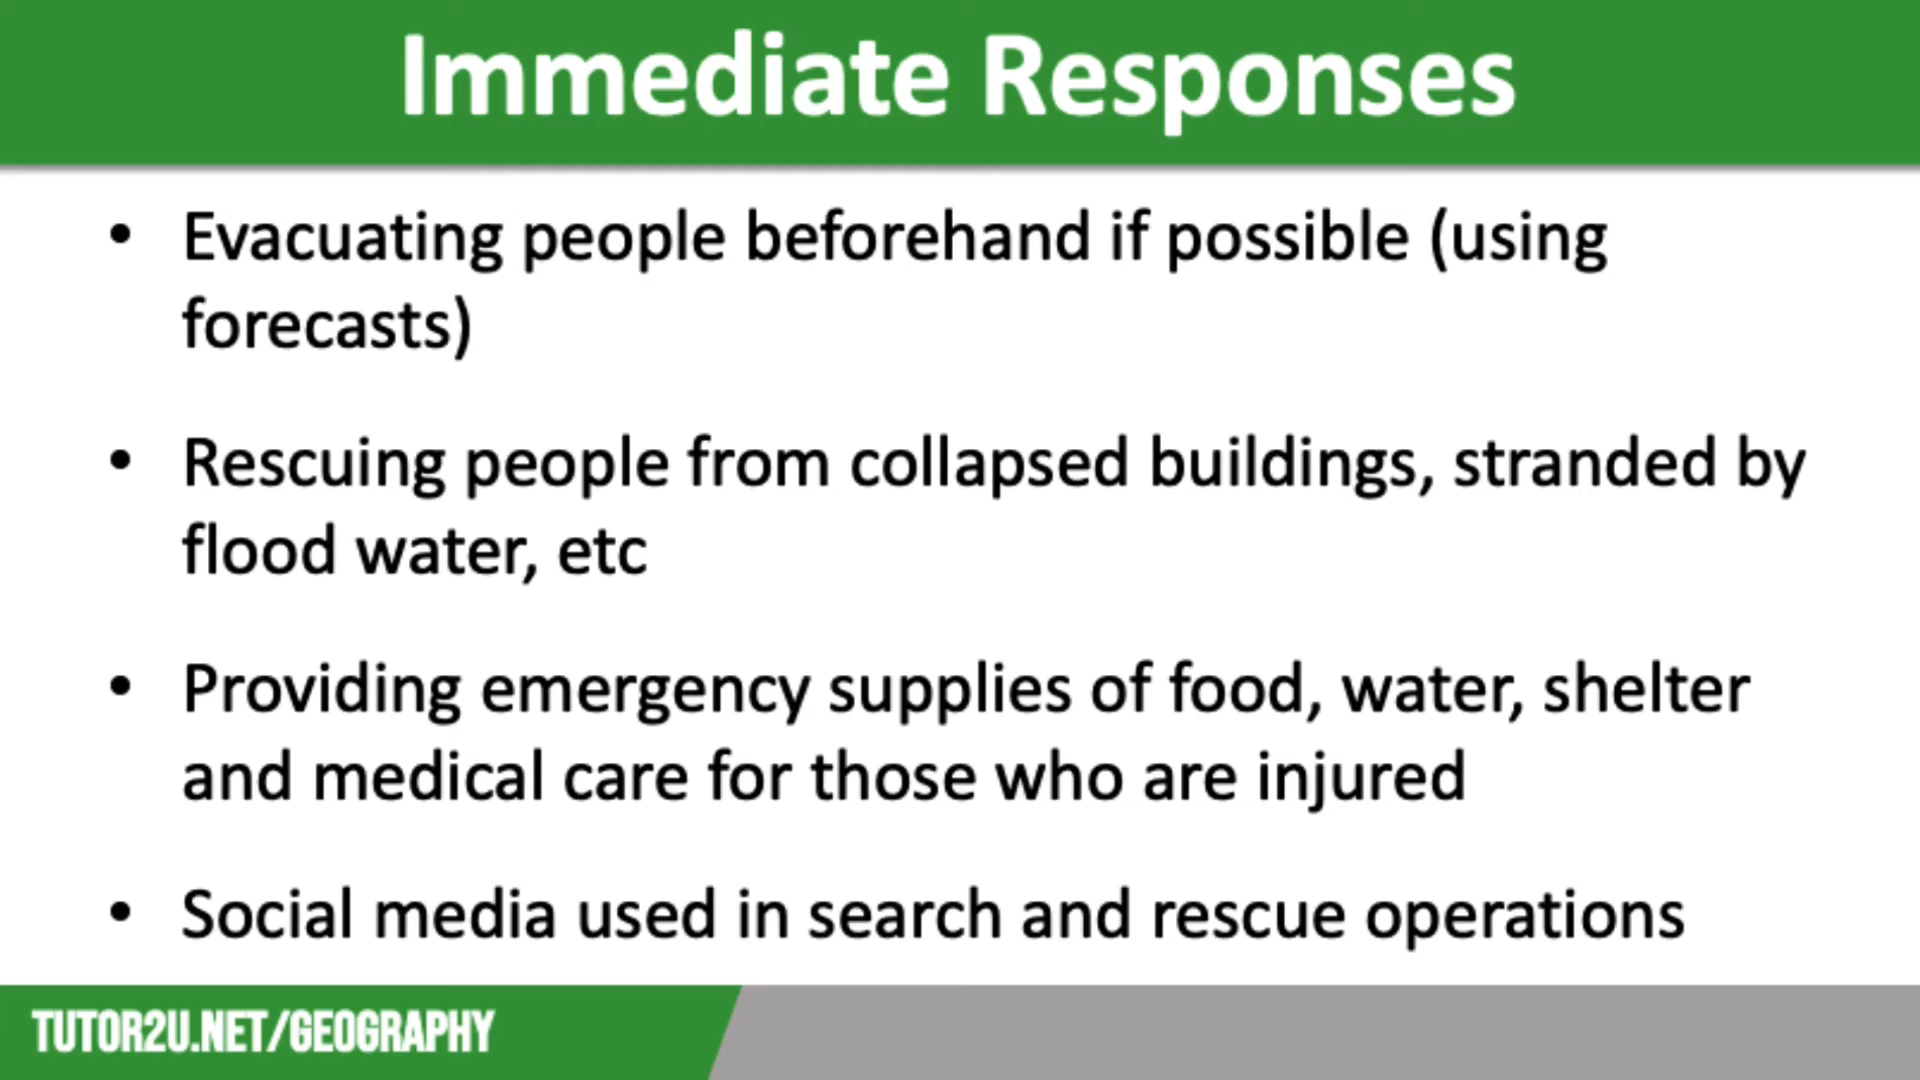 Immediate Responses
• Evacuating people beforehand if possible (using
forecasts)
• Rescuing people from collapsed buildings, stranded by
flood water, etc
• Providing emergency supplies of food, water, shelter
and medical care for those who are injured
• Social media used in search and rescue operations
TUTOR2U.NET/GEOGRAPHY